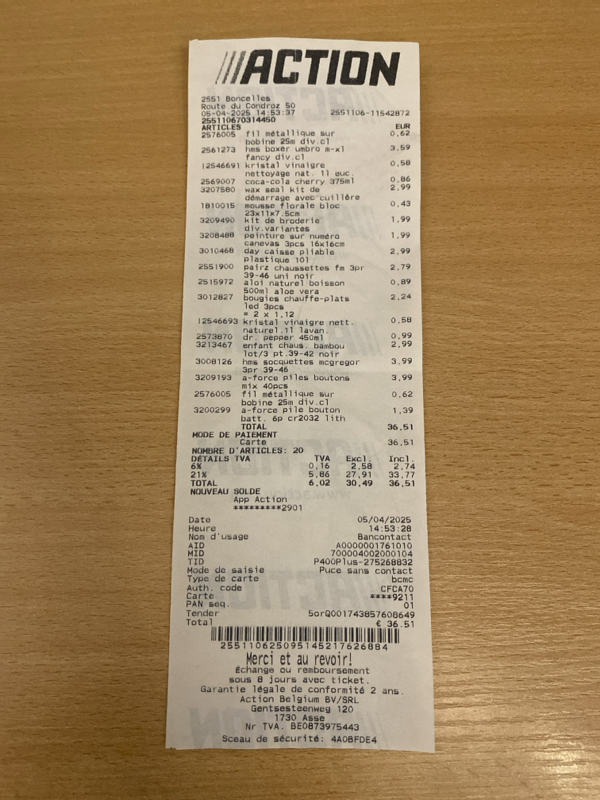 ///ACTION
2551 Boncelles
Route du Condroz 50
05-04-2025 14:53:37 2551106-11542872
255110670314450
ARTICLES EUR
2576005 fil métallique sur 0,62
bobine 25m div.cl
2561273 hms boxer umbro m-xl 3,59
fancy div.cl
12546691 kristal vinaigre 0,58
nettoyage nat. 1l euc.
2569007 coca-cola cherry 375ml 0,86
3207580 wax seal kit de 2,99
démarrage avec cuillère
1810015 mousse florale bloc 0,43
23x11x7.5cm
3209490 kit de broderie 1,99
div.variantes
3208488 peinture sur numéro 1,99
canevas 3pcs 16x16cm
3010468 day caisse pliable 2,99
plastique 10l
2551900 pairz chaussettes fm 3pr 2,79
39-46 uni noir
2515972 aloi naturel boisson 0,89
500ml aloe vera
3012827 bougies chauffe-plats 2,24
led 3pcs
= 2 x 1,12
12546693 kristal vinaigre nett. 0,58
naturel.1l lavan.
2573870 dr. pepper 450ml 0,99
3213467 enfant chaus. bambou 2,99
lot/3 pt.39-42 noir
3008126 hms socquettes mcgregor 3,99
3pr 39-46
3209193 a-force piles boutons 3,99
mix 40pcs
2576005 fil métallique sur 0,62
bobine 25m div.cl
3200299 a-force pile bouton 1,39
batt. 6p cr2032 lith
TOTAL 36,51
MODE DE PAIEMENT
Carte 36,51
NOMBRE D'ARTICLES: 20
DÉTAILS TVA TVA Excl. Incl.
6% 0,16 2,58 2,74
21% 5,86 27,91 33,77
TOTAL 6,02 30,49 36,51
NOUVEAU SOLDE
App Action
*********2901
Date 05/04/2025
Heure 14:53:28
Nom d'usage Bancontact
AID A0000001761010
MID 700004002000104
TID P400Plus-275268832
Mode de saisie Puce sans contact
Type de carte bcmc
Auth. code CFCA70
Carte ****9211
PAN seq. 01
Tender 5orQ001743857608649
Total € 36.51
255110625095145217626884
Merci et au revoir!
Échange ou remboursement
sous 8 jours avec ticket.
Garantie légale de conformité 2 ans.
Action Belgium BV/SRL
Gentsesteenweg 120
1730 Asse
Nr TVA. BE0873975443
Sceau de sécurité: 4A0BFDE4